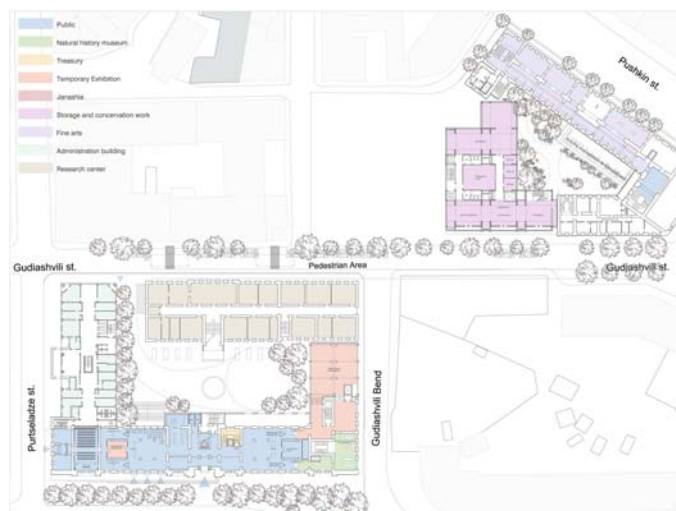 Public
Natural history museum
Treasury
Temporary Exhibition
Janashia
Storage and concervation work
Fine arts
Administration building
Research center
Pushkin st.
Gudiashvili st.
Pedestrian Area
Gudiashvili st.
Purtseladze st.
Gudiashvili Bend